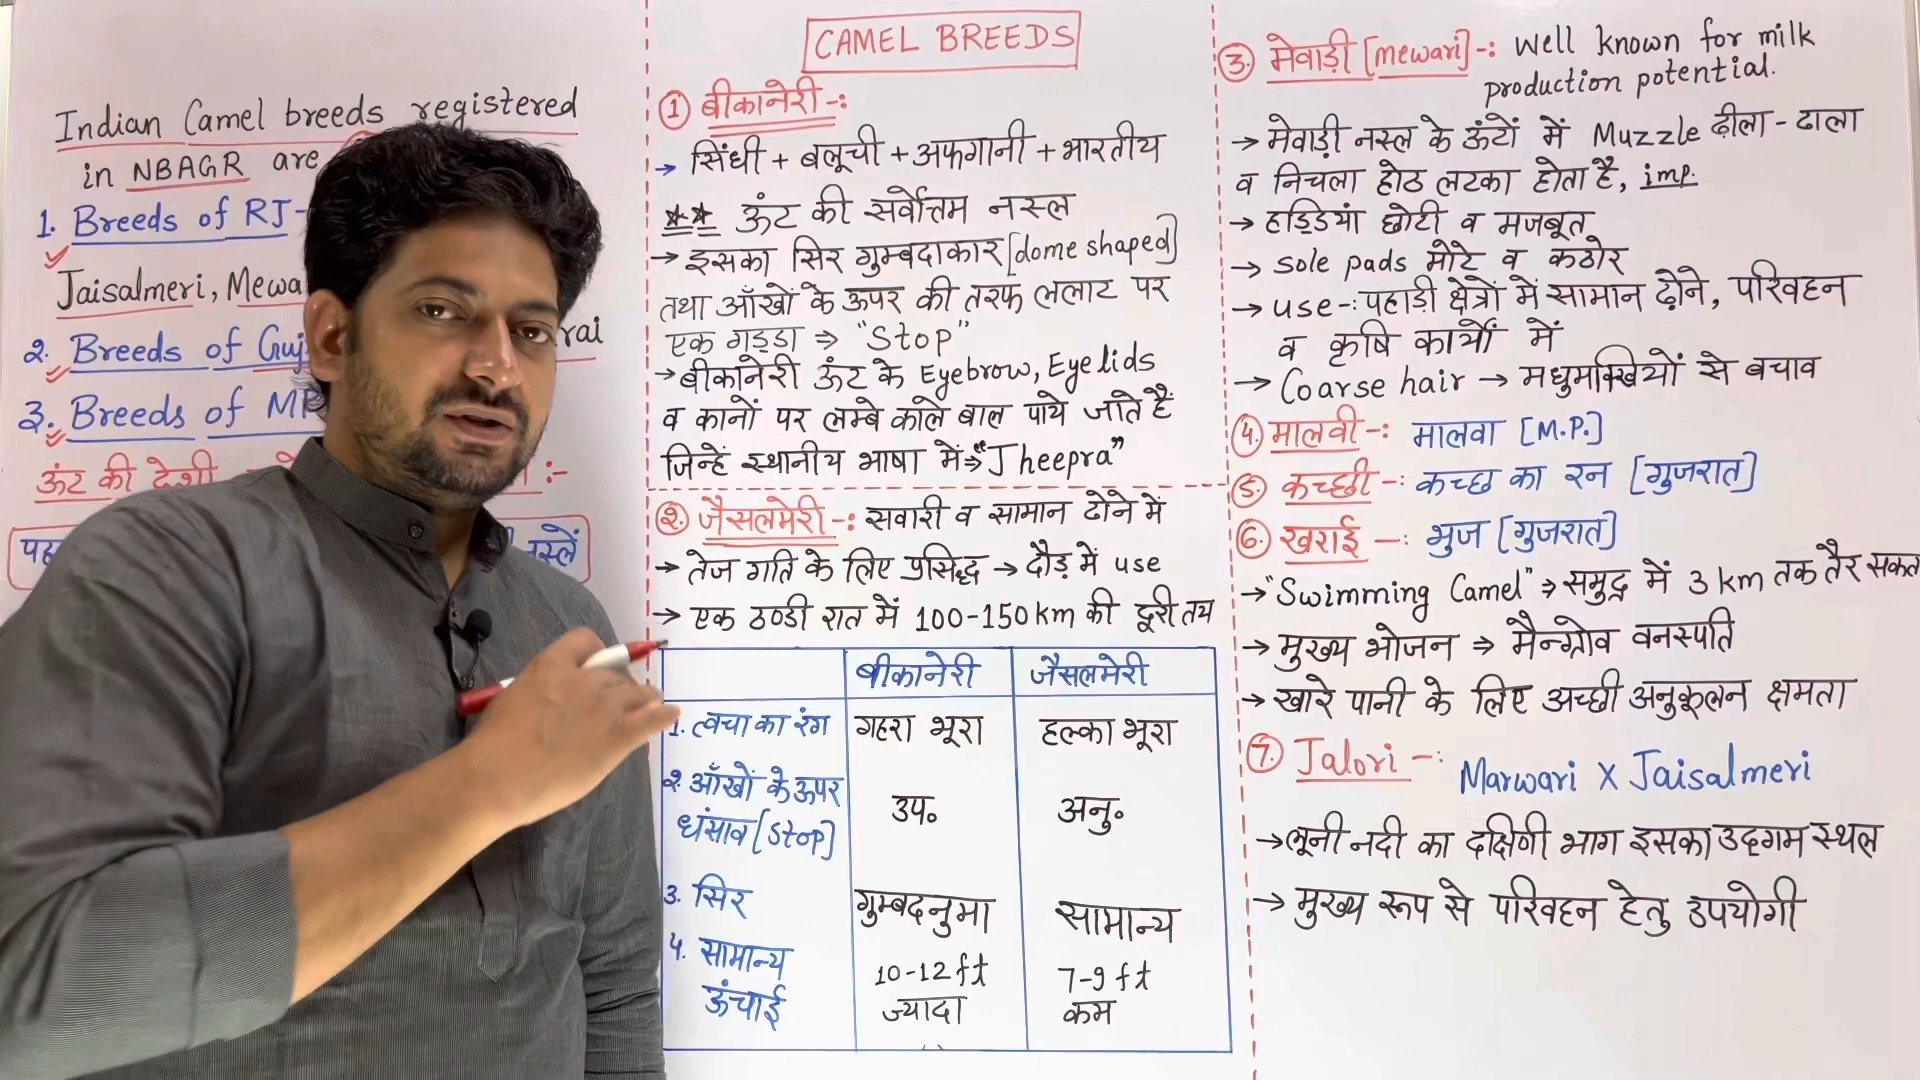 Indian Camel breeds registered
in NBAGR are
1. Breeds of RJ-
Jaisalmeri, Mewa
2. Breeds of Guj rai
3. Breeds of MP
ऊंट की देशी :-
नस्लें
CAMEL BREEDS
① बीकानेरी -:
→ सिंधी + बलूची + अफगानी + भारतीय
** ऊंट की सर्वोत्तम नस्ल
→ इसका सिर गुम्बदाकार [dome shaped]
तथा आँखों के ऊपर की तरफ ललाट पर
एक गड्डा ⇒ "Stop"
→ बीकानेरी ऊंट के Eyebrow, Eyelids
व कानों पर लम्बे काले बाल पाये जाते हैं
जिन्हें स्थानीय भाषा में ⇒ "Jheepra"
②. जैसलमेरी -: सवारी व सामान ढोने में
→ तेज गति के लिए प्रसिद्ध → दौड़ में use
→ एक ठण्डी रात में 100-150 km की दूरी तय
बीकानेरी जैसलमेरी
1. त्वचा का रंग गहरा भूरा हल्का भूरा
2. आँखों के ऊपर
धंसाव [Stop] उप० अनु०
3. सिर गुम्बदनुमा सामान्य
4. सामान्य 10-12 ft 7-9 ft
ऊंचाई ज्यादा कम
③. मेवाड़ी [mewari] -: Well known for milk
production potential.
→ मेवाड़ी नस्ल के ऊंटों में Muzzle ढ़ीला - ढाला
व निचला होठ लटका होता है, imp.
→ हड्डियां छोटी व मजबूत
→ Sole pads मोटे व कठोर
→ use -: पहाड़ी क्षेत्रों में सामान ढ़ोने, परिवहन
व कृषि कार्यों में
→ Coarse hair → मधुमक्खियों से बचाव
④ मालवी -: मालवा [M.P.]
⑤ कच्छी -: कच्छ का रन [गुजरात]
⑥ खराई -: भुज [गुजरात]
→ "Swimming Camel" ⇒ समुद्र में 3 km तक तैर सकत
→ मुख्य भोजन ⇒ मैन्ग्रोव वनस्पति
→ खारे पानी के लिए अच्छी अनुकूलन क्षमता
⑦ Jalori -: Marwari X Jaisalmeri
→ लूनी नदी का दक्षिणी भाग इसका उदगम स्थल
→ मुख्य रूप से परिवहन हेतु उपयोगी